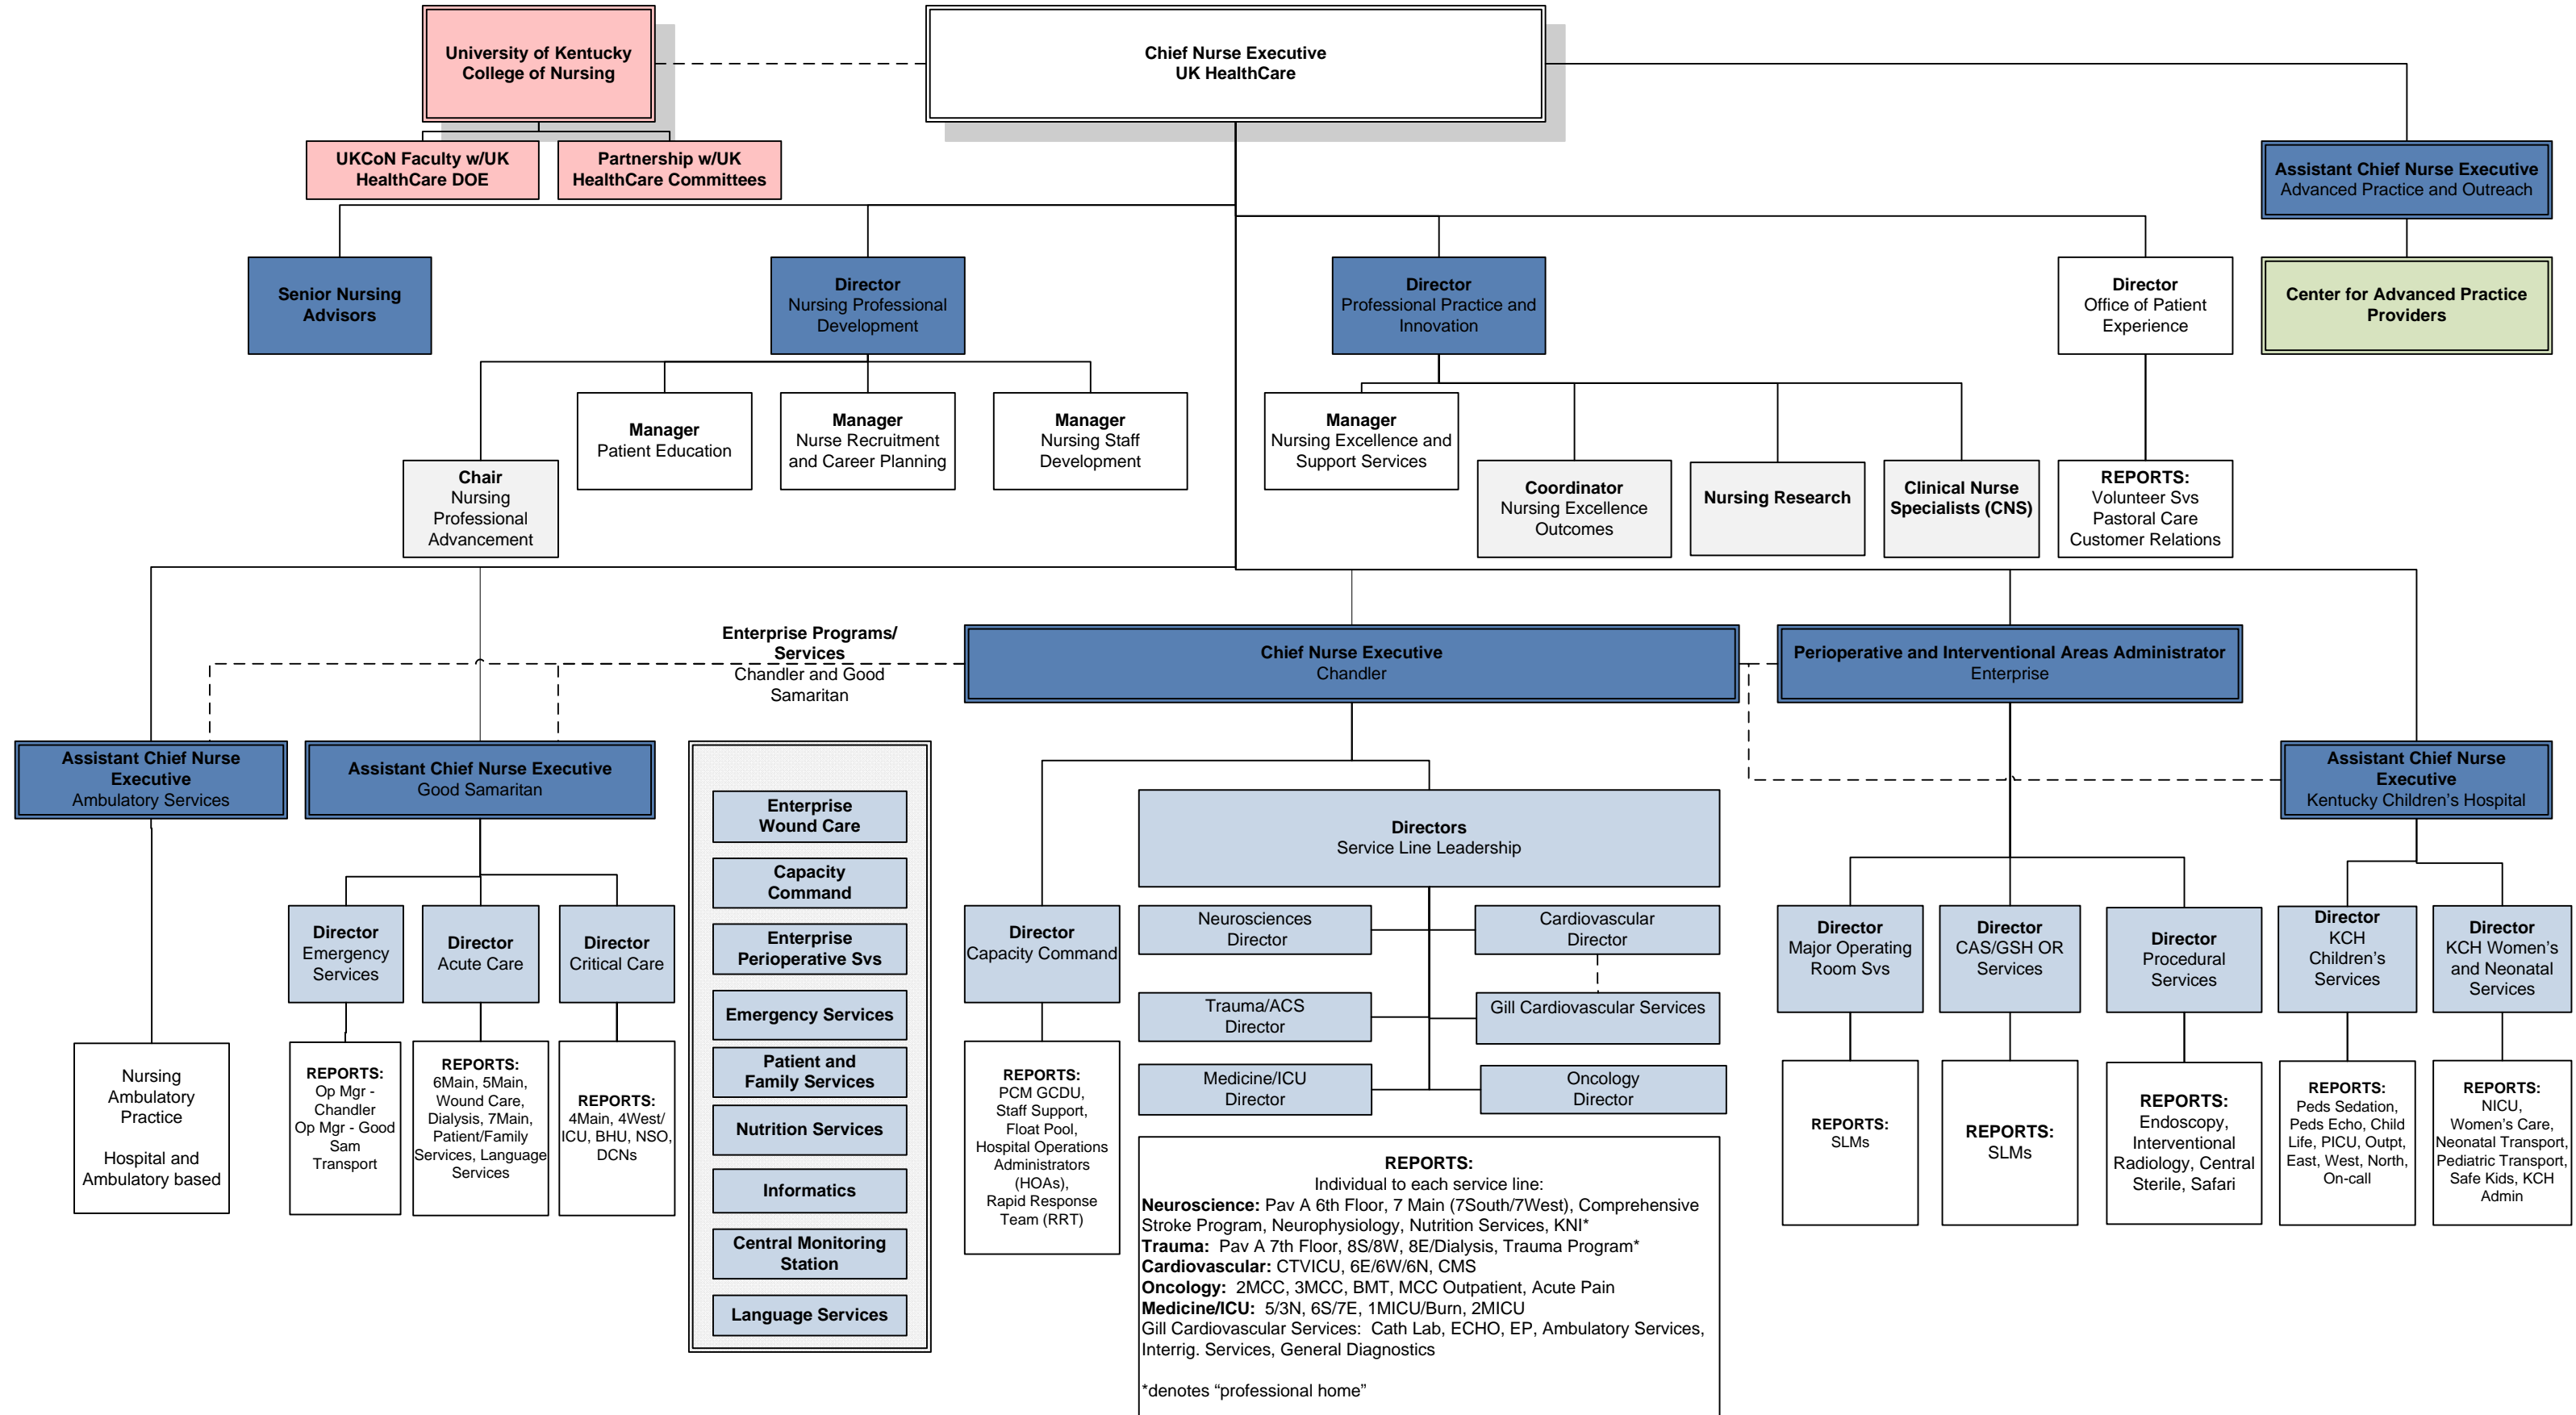 University of Kentucky
College of Nursing
Chief Nurse Executive
UK HealthCare
UKCoN Faculty w/UK
HealthCare DOE
Partnership w/UK
HealthCare Committees
Assistant Chief Nurse Executive
Advanced Practice and Outreach
Senior Nursing
Advisors
Director
Nursing Professional
Development
Director
Professional Practice and
Innovation
Director
Office of Patient
Experience
Center for Advanced Practice
Providers
Chair
Nursing
Professional
Advancement
Manager
Patient Education
Manager
Nurse Recruitment
and Career Planning
Manager
Nursing Staff
Development
Manager
Nursing Excellence and
Support Services
Coordinator
Nursing Excellence
Outcomes
Nursing Research
Clinical Nurse
Specialists (CNS)
REPORTS:
Volunteer Svs
Pastoral Care
Customer Relations
Enterprise Programs/
Services
Chandler and Good
Samaritan
Chief Nurse Executive
Chandler
Perioperative and Interventional Areas Administrator
Enterprise
Assistant Chief Nurse
Executive
Ambulatory Services
Assistant Chief Nurse Executive
Good Samaritan
Assistant Chief Nurse
Executive
Kentucky Children's Hospital
Nursing
Ambulatory
Practice
Hospital and
Ambulatory based
Director
Emergency
Services
Director
Acute Care
Director
Critical Care
REPORTS:
Op Mgr -
Chandler
Op Mgr - Good
Sam
Transport
REPORTS:
6Main, 5Main,
Wound Care,
Dialysis, 7Main,
Patient/Family
Services, Language
Services
REPORTS:
4Main, 4West/
ICU, BHU, NSO,
DCNs
Enterprise
Wound Care
Capacity
Command
Enterprise
Perioperative Svs
Emergency Services
Patient and
Family Services
Nutrition Services
Informatics
Central Monitoring
Station
Language Services
Director
Capacity Command
REPORTS:
PCM GCDU,
Staff Support,
Float Pool,
Hospital Operations
Administrators
(HOAs),
Rapid Response
Team (RRT)
Directors
Service Line Leadership
Neurosciences
Director
Cardiovascular
Director
Trauma/ACS
Director
Gill Cardiovascular Services
Medicine/ICU
Director
Oncology
Director
REPORTS:
Individual to each service line:
Neuroscience: Pav A 6th Floor, 7 Main (7South/7West), Comprehensive
Stroke Program, Neurophysiology, Nutrition Services, KNI*
Trauma: Pav A 7th Floor, 8S/8W, 8E/Dialysis, Trauma Program*
Cardiovascular: CTVICU, 6E/6W/6N, CMS
Oncology: 2MCC, 3MCC, BMT, MCC Outpatient, Acute Pain
Medicine/ICU: 5/3N, 6S/7E, 1MICU/Burn, 2MICU
Gill Cardiovascular Services: Cath Lab, ECHO, EP, Ambulatory Services,
Interrig. Services, General Diagnostics
*denotes “professional home”
Director
Major Operating
Room Svs
Director
CAS/GSH OR
Services
Director
Procedural
Services
Director
KCH
Children's
Services
Director
KCH Women's
and Neonatal
Services
REPORTS:
SLMs
REPORTS:
SLMs
REPORTS:
Endoscopy,
Interventional
Radiology, Central
Sterile, Safari
REPORTS:
Peds Sedation,
Peds Echo, Child
Life, PICU, Outpt,
East, West, North,
On-call
REPORTS:
NICU,
Women's Care,
Neonatal Transport,
Pediatric Transport,
Safe Kids, KCH
Admin